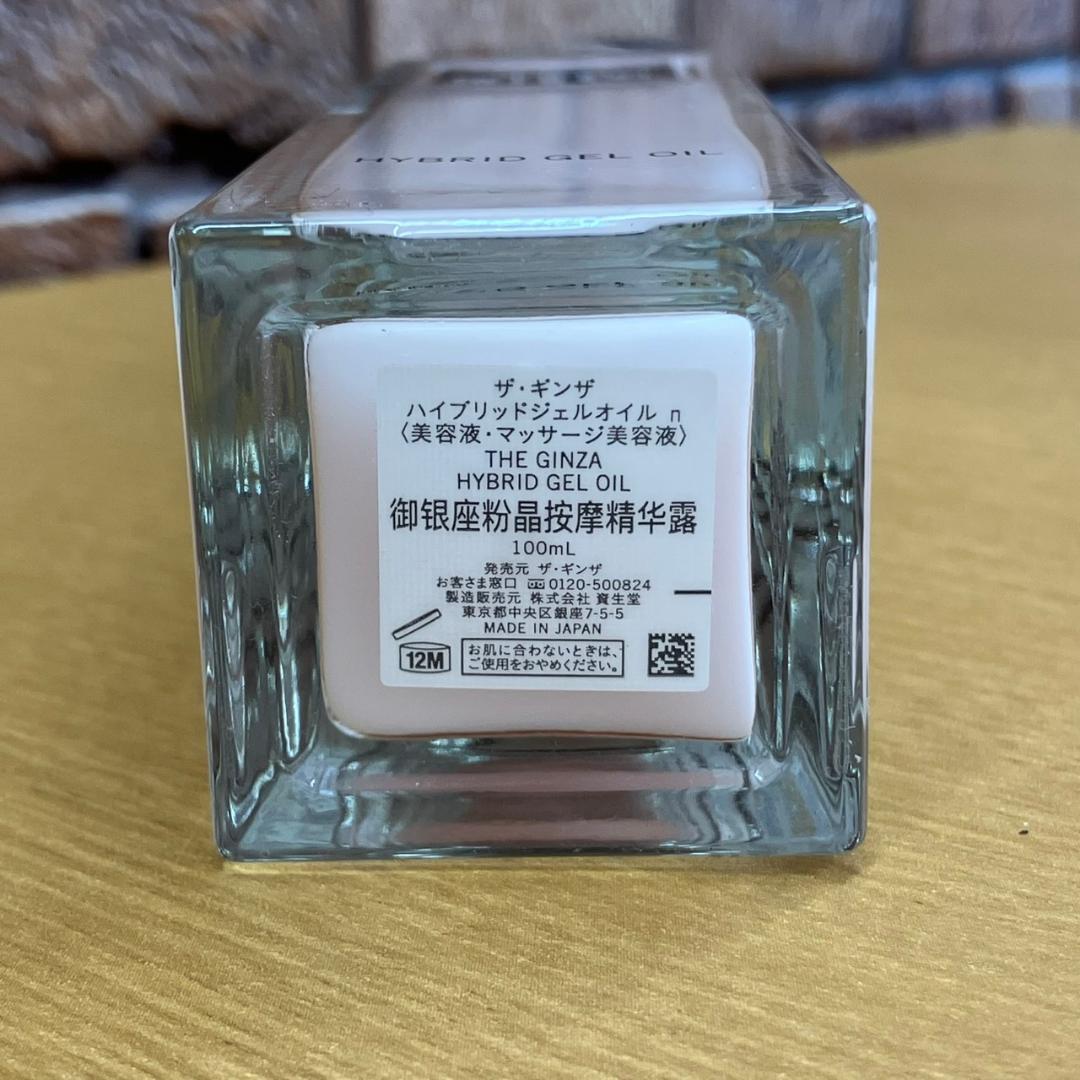 HYBRID GEL OIL
ザ・ギンザ
ハイブリッドジェルオイル n
〈美容液・マッサージ美容液〉
THE GINZA
HYBRID GEL OIL
御银座粉晶按摩精华露
100mL
発売元 ザ・ギンザ
お客さま窓口 0120-500824
製造販売元 株式会社 資生堂
東京都中央区銀座7-5-5
MADE IN JAPAN
12M
お肌に合わないときは、
ご使用をおやめください。